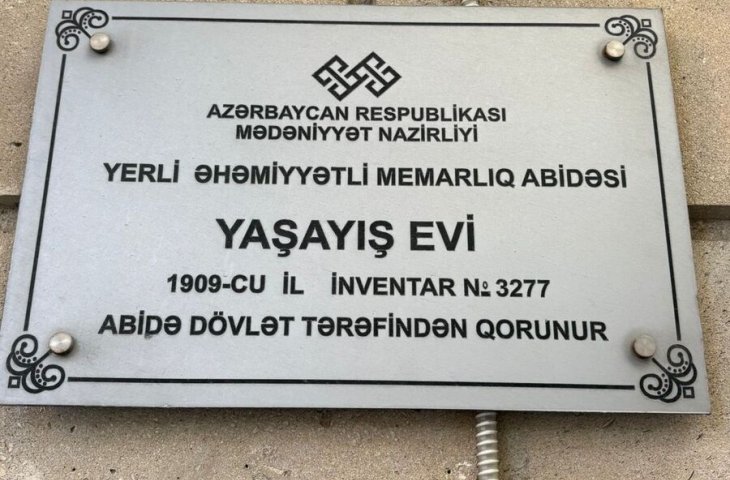 AZƏRBAYCAN RESPUBLİKASI
MƏDƏNİYYƏT NAZİRLİYİ
YERLİ ƏHƏMİYYƏTLİ MEMARLIQ ABİDƏSİ
YAŞAYIŞ EVİ
1909-CU İL İNVENTAR № 3277
ABİDƏ DÖVLƏT TƏRƏFİNDƏN QORUNUR